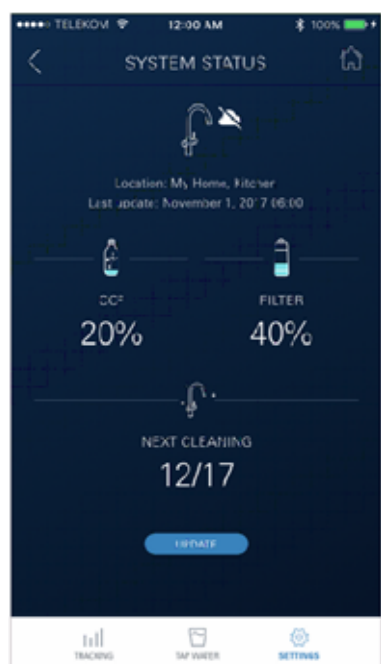 TELEKOM 12:00 AM 100%
SYSTEM STATUS
Location: My Home, Kitchen
Last update: November 1, 2017 06:00
CO² FILTER
20% 40%
NEXT CLEANING
12/17
UPDATE
TRACKING TAP WATER SETTINGS